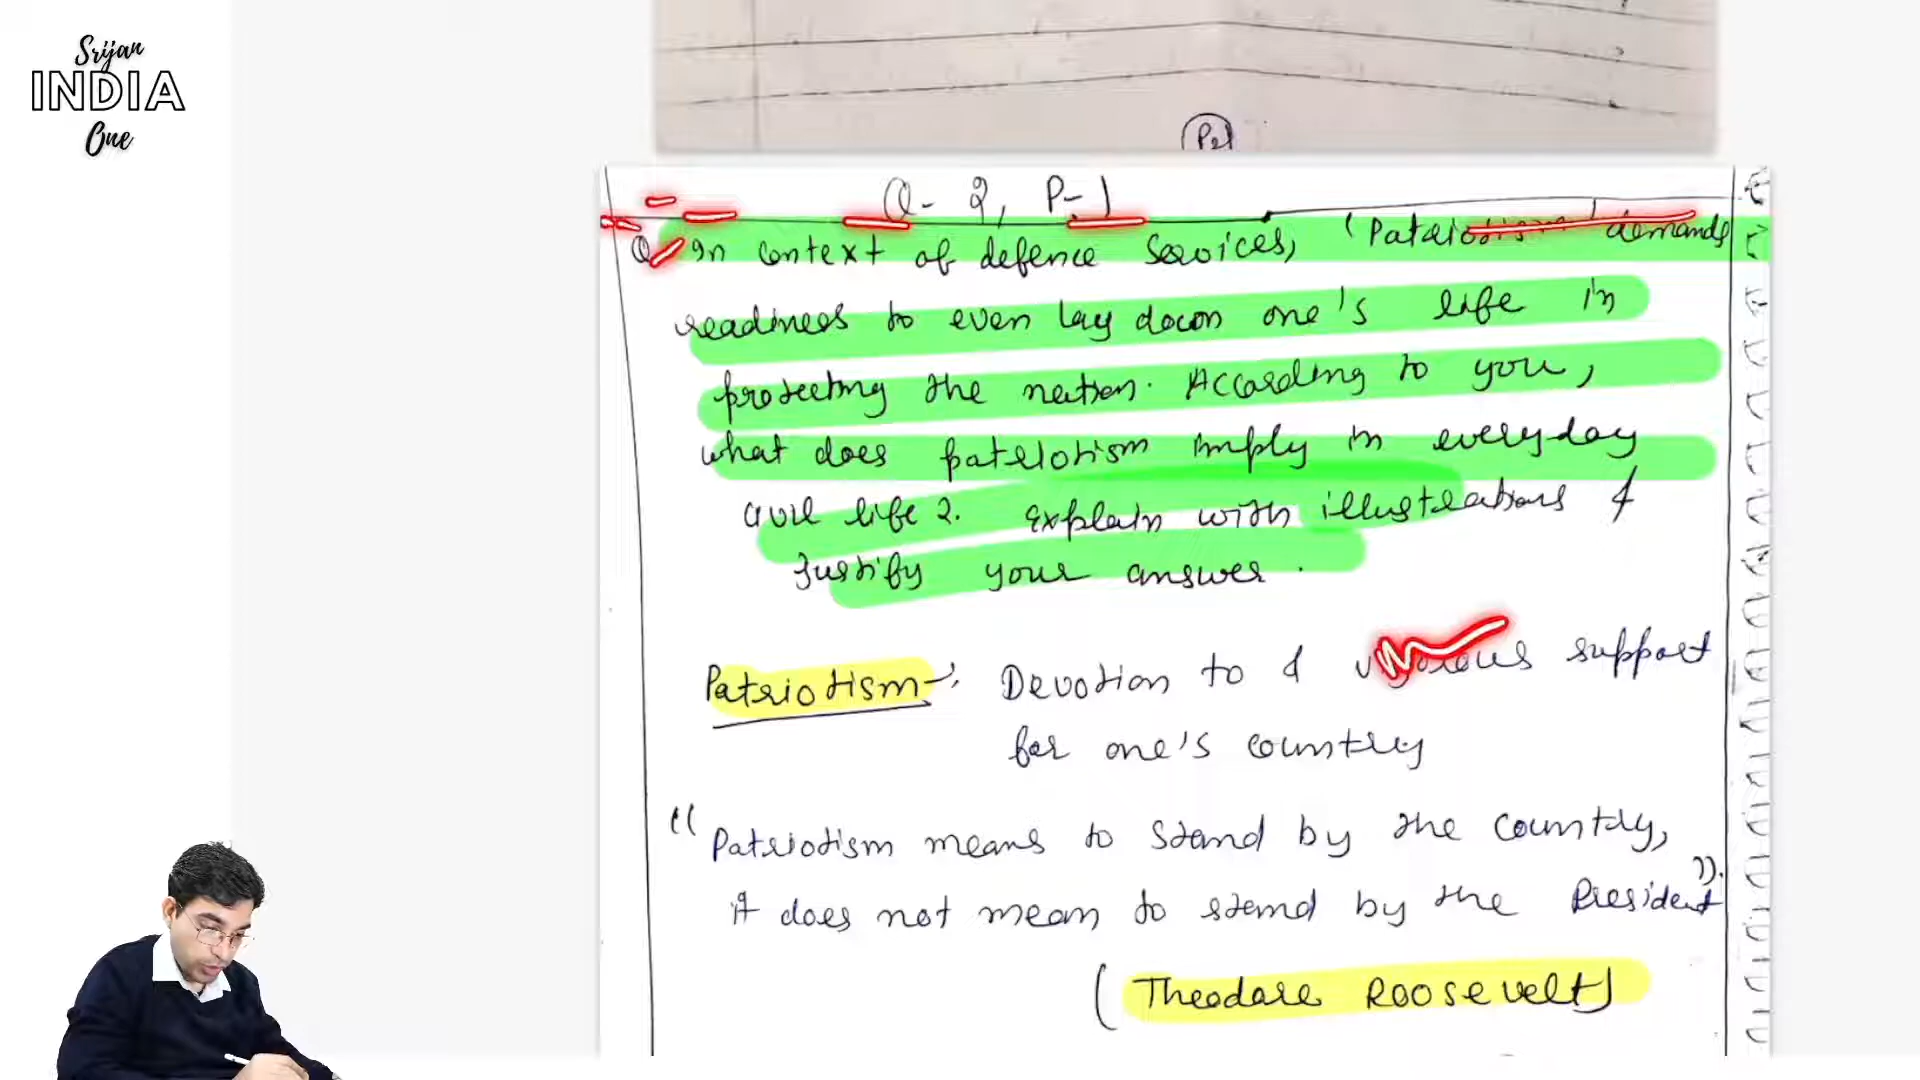 Srijan
INDIA
One
P2
Q- 2, P-1
Q In context of defence Services, 'Patriotism demands
readiness to even lay down one's life in
protecting the nation. According to you,
what does patriotism imply in everyday
civil life?. Explain with illustrations &
Justify your answer.
Patriotism-: Devotion to & vigorous support
for one's country
"Patriotism means to stand by the country,
it does not mean to stand by the President".
(Theodore Roosevelt)